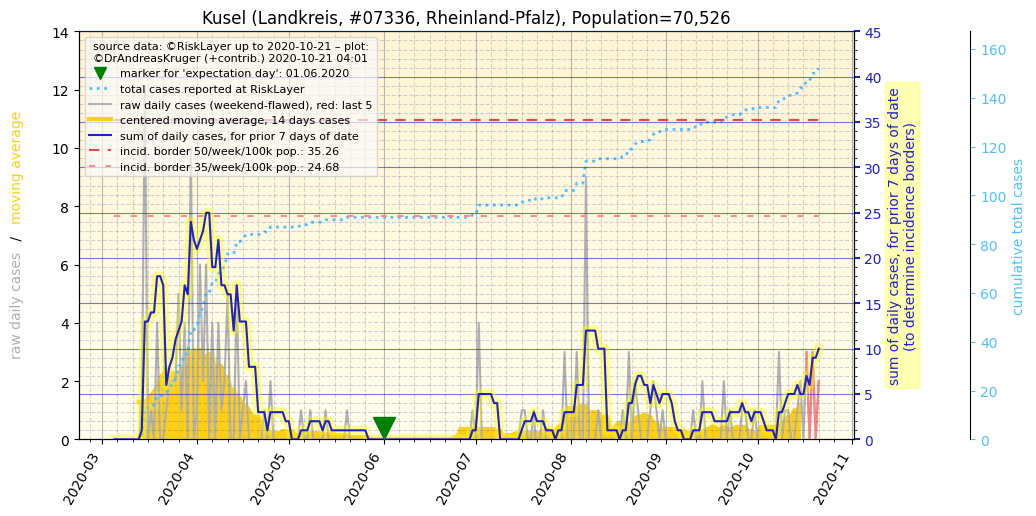 Kusel (Landkreis, #07336, Rheinland-Pfalz), Population=70,526
source data: ©RiskLayer up to 2020-10-21 – plot:
©DrAndreasKruger (+contrib.) 2020-10-21 04:01
marker for 'expectation day': 01.06.2020
total cases reported at RiskLayer
raw daily cases (weekend-flawed), red: last 5
centered moving average, 14 days cases
sum of daily cases, for prior 7 days of date
incid. border 50/week/100k pop.: 35.26
incid. border 35/week/100k pop.: 24.68
raw daily cases / moving average
14
12
10
8
6
4
2
0
2020-03
2020-04
2020-05
2020-06
2020-07
2020-08
2020-09
2020-10
2020-11
45
40
35
30
25
20
15
10
5
0
sum of daily cases, for prior 7 days of date
(to determine, incidence borders)
160
140
120
100
80
60
40
20
0
cumulative total cases